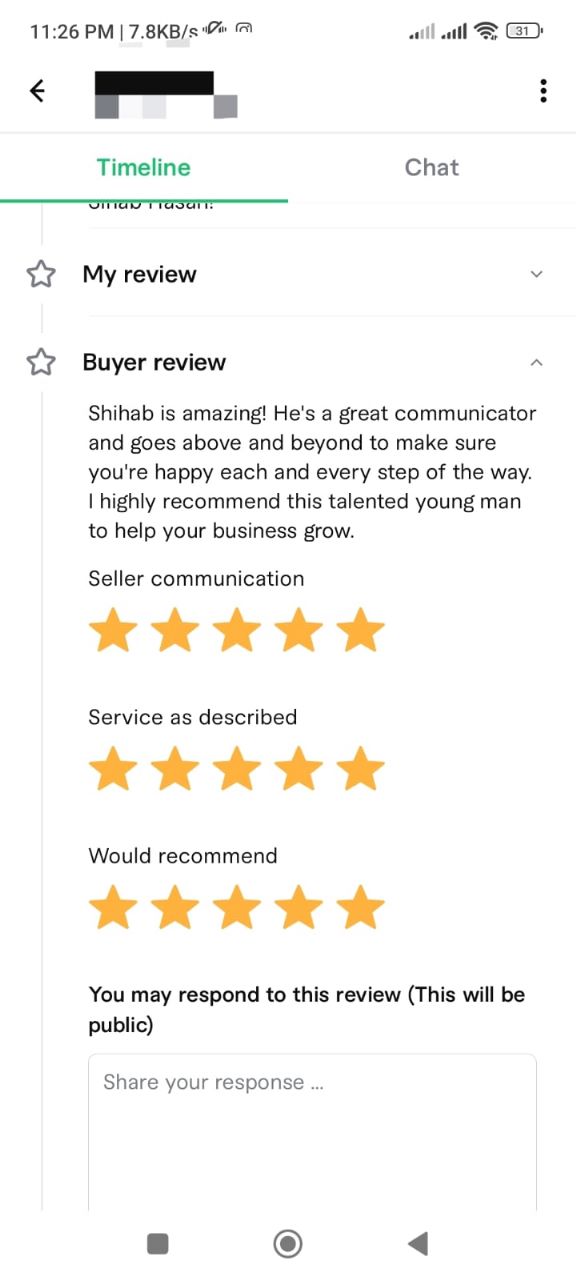 11:26 PM | 7.8KB/s
31
Timeline
Chat
My review
Buyer review
Shihab is amazing! He's a great communicator
and goes above and beyond to make sure
you're happy each and every step of the way.
I highly recommend this talented young man
to help your business grow.
Seller communication
Service as described
Would recommend
You may respond to this review (This will be
public)
Share your response ...